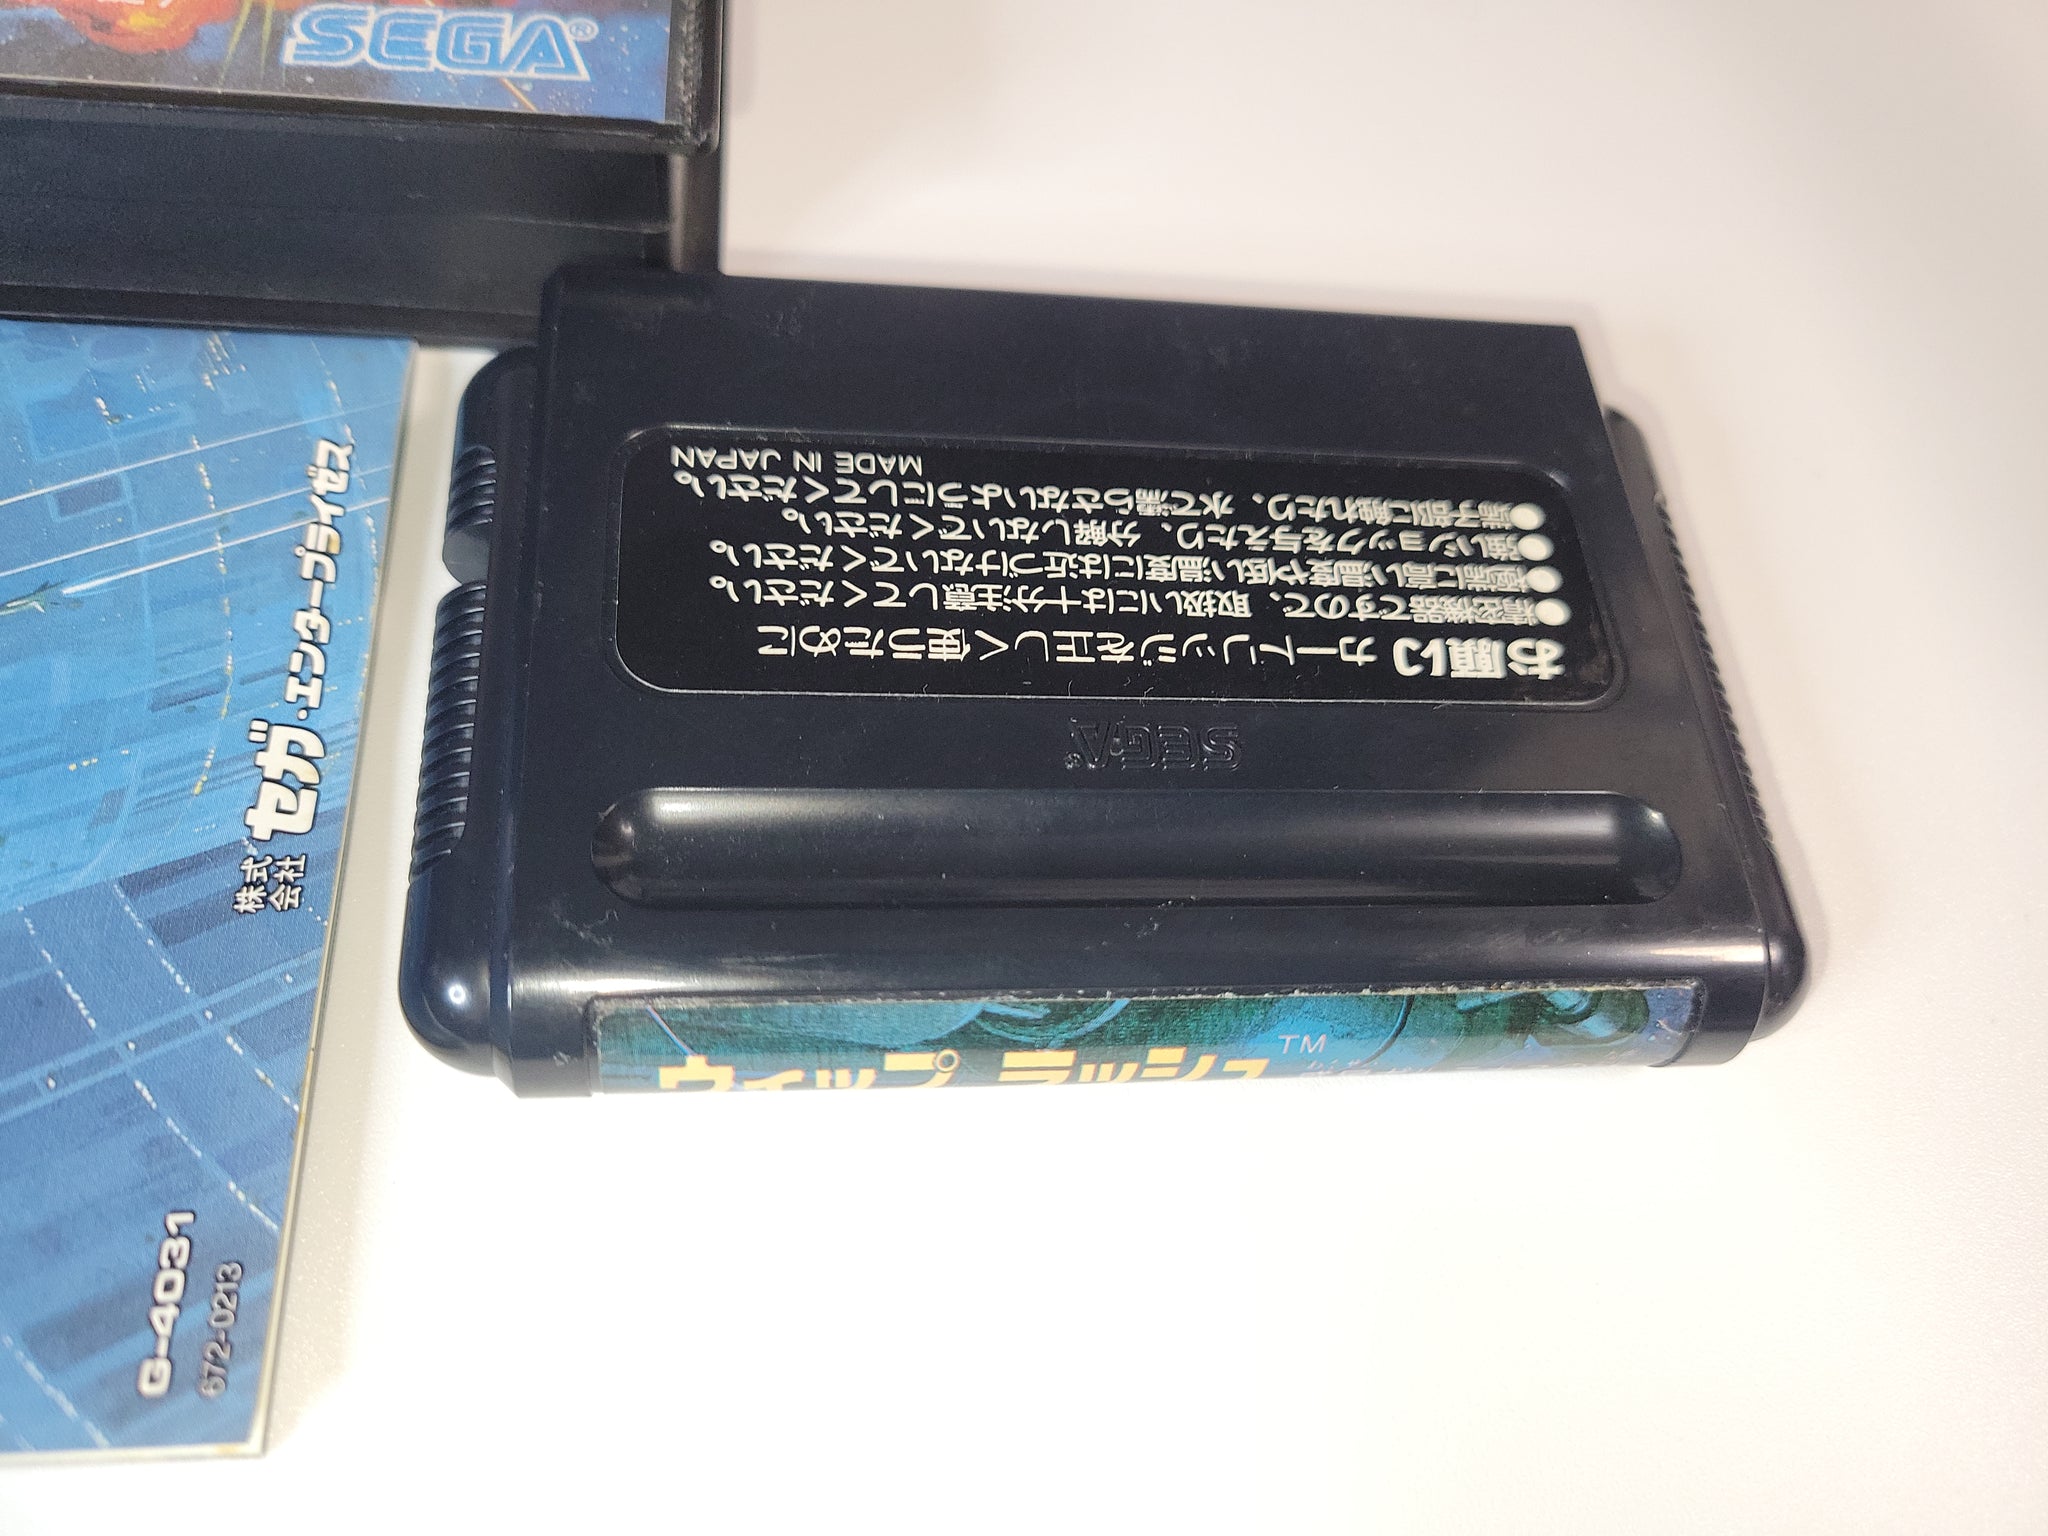 SEGA®
株式
会社
セガ・エンタープライゼス
G-4031
672-0213
お願い カートリッジを正しく使うために
●精密機器ですので、取扱いには十分注意してください。
●極端に高い温度や低い温度には近づけないでください。
●強いショックを与えたり、分解しないでください。
●端子部に触れたり、水で濡らさないようにしてください。
MADE IN JAPAN
SEGA®
ウィップ ラッシュ TM